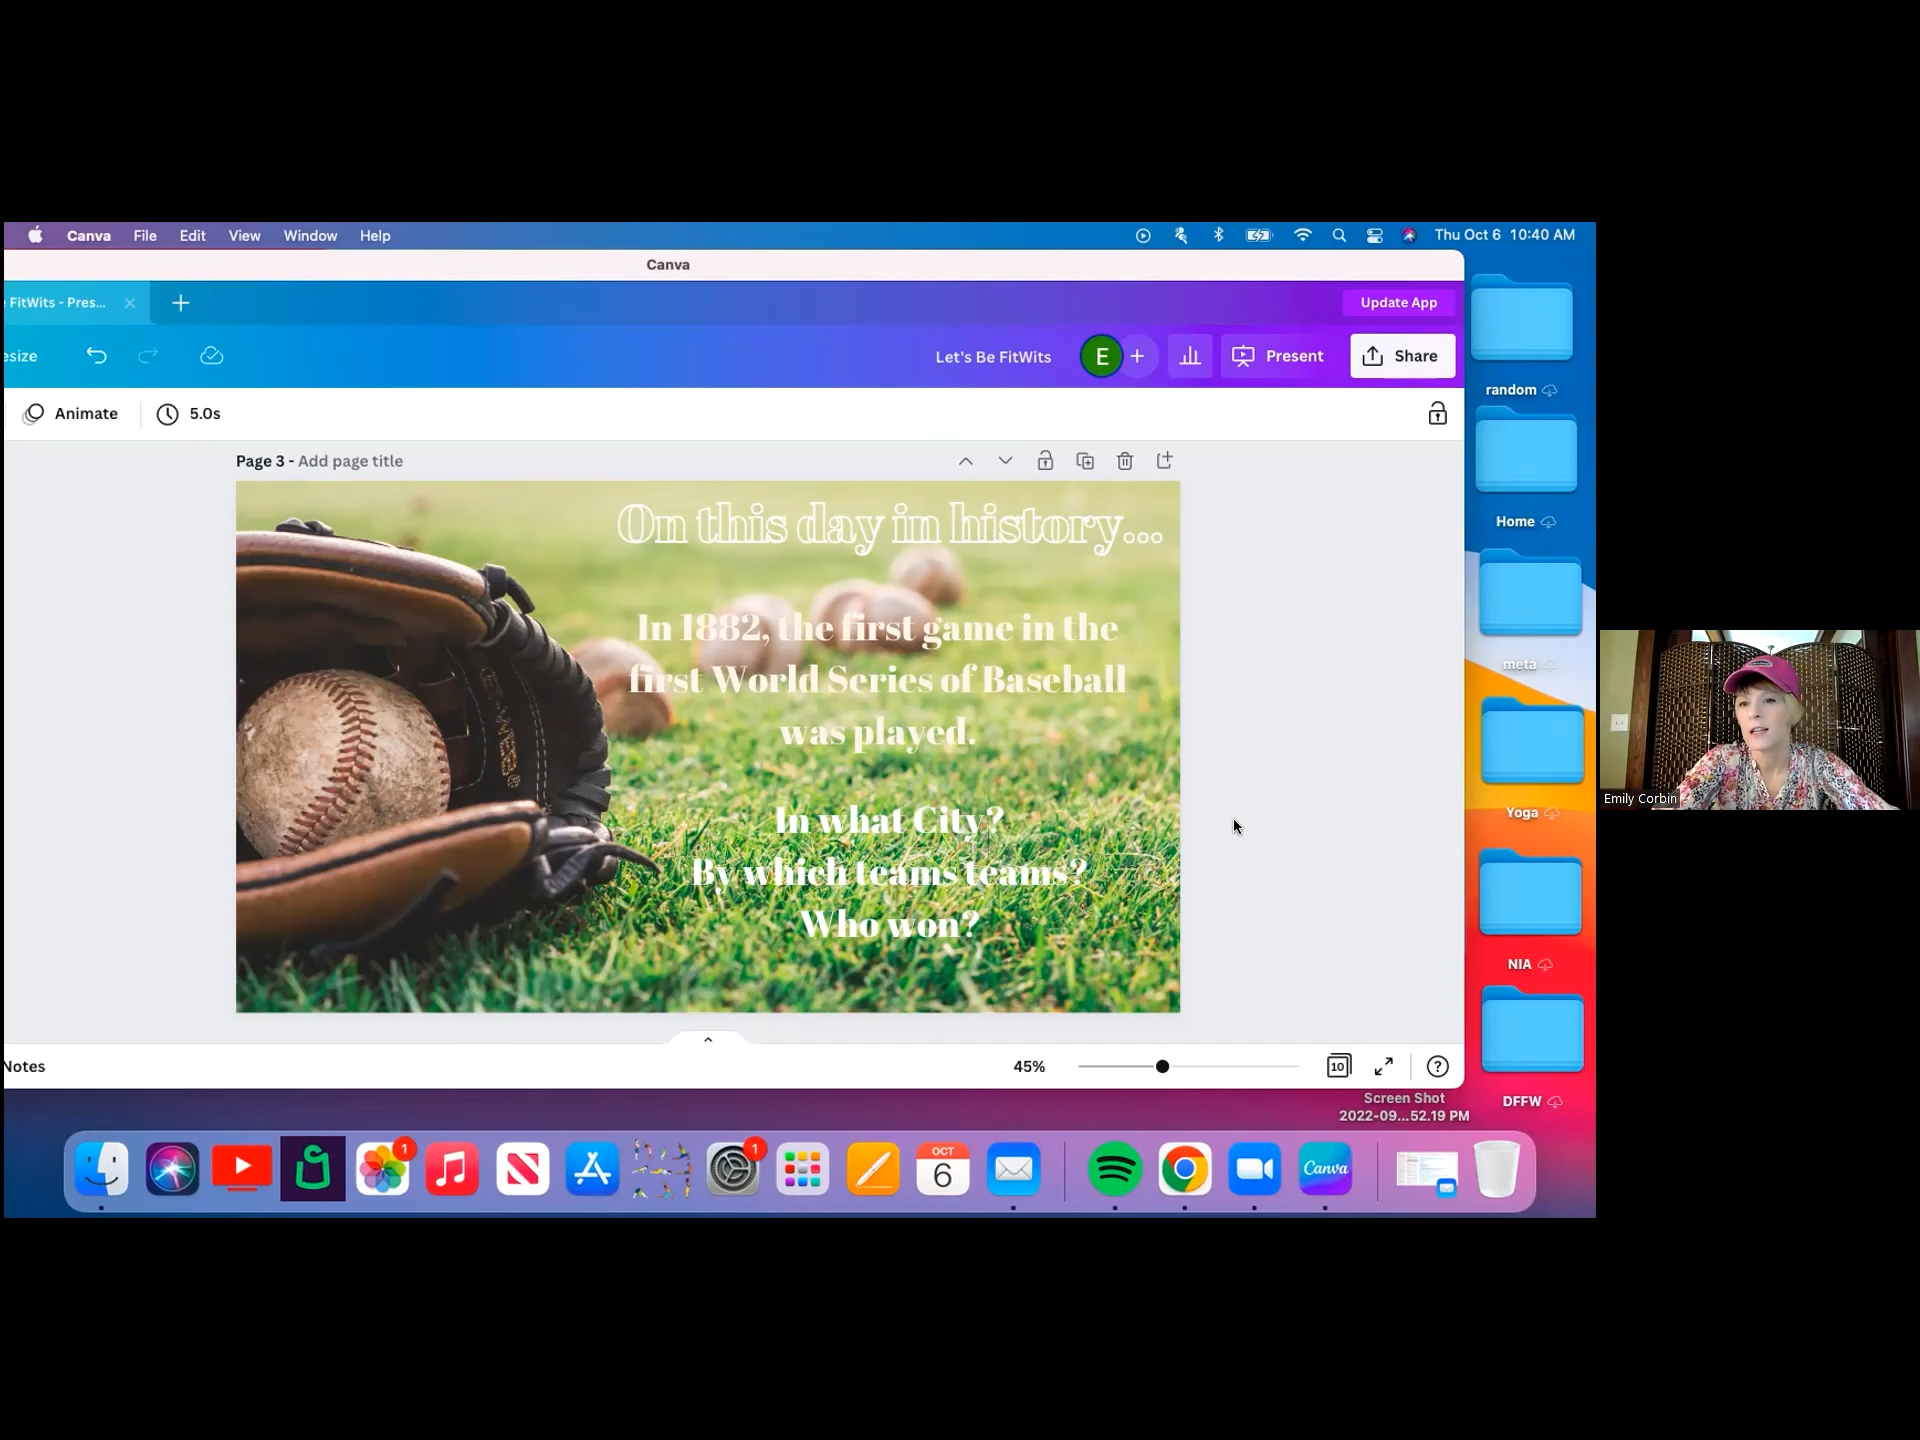 Canva File Edit View Window Help Thu Oct 6 10:40 AM
Canva
FitWits - Pres... Update App
esize Let's Be FitWits E Present Share
Animate 5.0s
Page 3 - Add page title
On this day in history...
In 1882, the first game in the
first World Series of Baseball
was played.
In what City?
By which teams teams?
Who won?
Notes 45% 10
random
Home
meta
Yoga
NIA
DFFW
Screen Shot
2022-09...52.19 PM
Emily Corbin
1
1
OCT
6
Canva